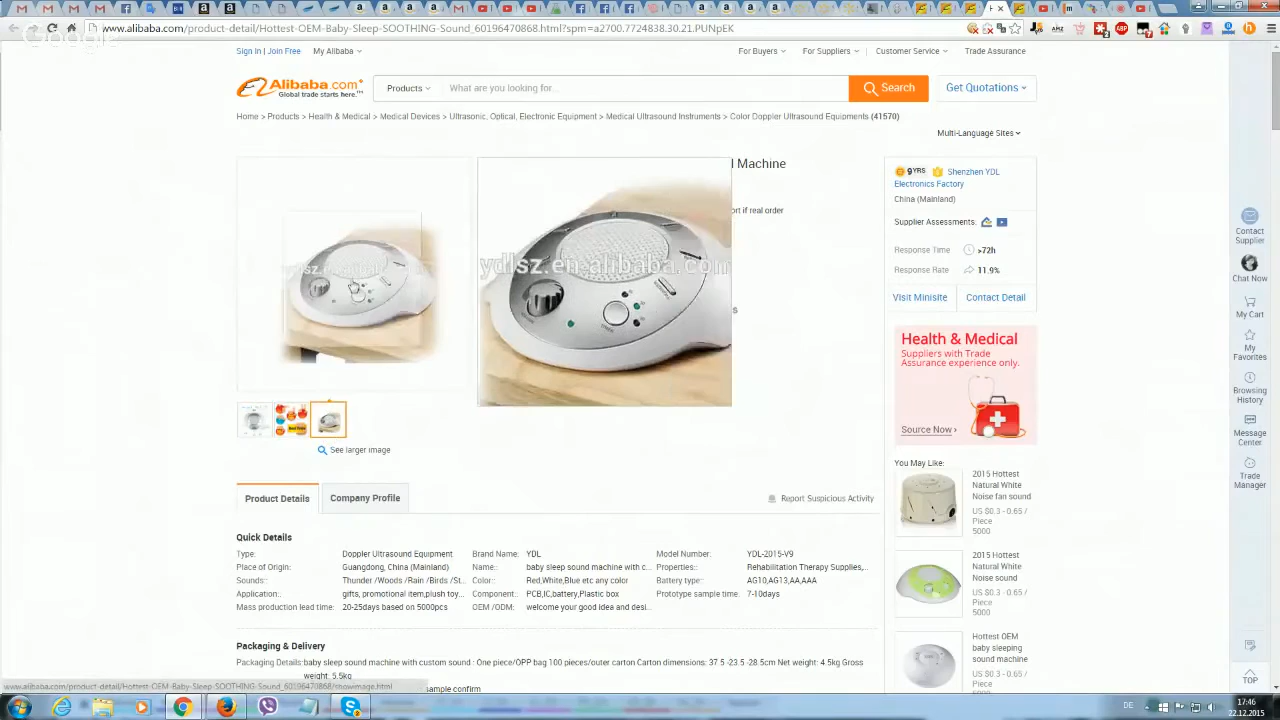 www.alibaba.com/product-detail/Hottest-OEM-Baby-Sleep-SOOTHING-Sound_60196470868.html?spm=a2700.7724838.30.21.PUNpEK
Google
Sign In | Join Free My Alibaba
For Buyers For Suppliers | Customer Service Trade Assurance
Alibaba.com
Global trade starts here.™
Products
What are you looking for...
Search
Get Quotations
Home > Products > Health & Medical > Medical Devices > Ultrasonic, Optical, Electronic Equipment > Medical Ultrasound Instruments > Color Doppler Ultrasound Equipments (41570)
Multi-Language Sites
Machine
ort if real order
ydlsz.en.alibaba.com
9 YRS Shenzhen YDL
Electronics Factory
China (Mainland)
Supplier Assessments:
Response Time >72h
Response Rate 11.9%
Visit Minisite Contact Detail
Health & Medical
Suppliers with Trade
Assurance experience only.
Source Now ›
See larger image
You May Like:
2015 Hottest
Natural White
Noise fan sound
US $0.3 - 0.65 /
Piece
5000
2015 Hottest
Natural White
Noise sound
US $0.3 - 0.65 /
Piece
5000
Hottest OEM
baby sleeping
sound machine
US $0.3 - 0.65 /
Piece
5000
Product Details
Company Profile
Report Suspicious Activity
Quick Details
Type: Doppler Ultrasound Equipment Brand Name: YDL Model Number: YDL-2015-V9
Place of Origin: Guangdong, China (Mainland) Name:: baby sleep sound machine with c... Properties:: Rehabilitation Therapy Supplies,...
Sounds:: Thunder /Woods /Rain /Birds /St... Color:: Red,White,Blue etc any color Battery type:: AG10,AG13,AA,AAA
Application:: gifts, promotional item,plush toy... Component:: PCB,IC,battery,Plastic box Prototype sample time: 7-10days
Mass production lead time: 20-25days based on 5000pcs OEM /ODM: welcome your good idea and desi...
Packaging & Delivery
Packaging Details: baby sleep sound machine with custom sound : One piece/OPP bag 100 pieces/outer carton Carton dimensions: 37.5 -23.5 -28.5cm Net weight: 4.5kg Gross
weight: 5.5kg
sample confirm
www.alibaba.com/product-detail/Hottest-OEM-Baby-Sleep-SOOTHING-Sound_60196470868/showimage.html
Contact
Supplier
Chat Now
My Cart
My
Favorites
Browsing
History
Message
Center
Trade
Manager
TOP
DE
17:46
22.12.2015